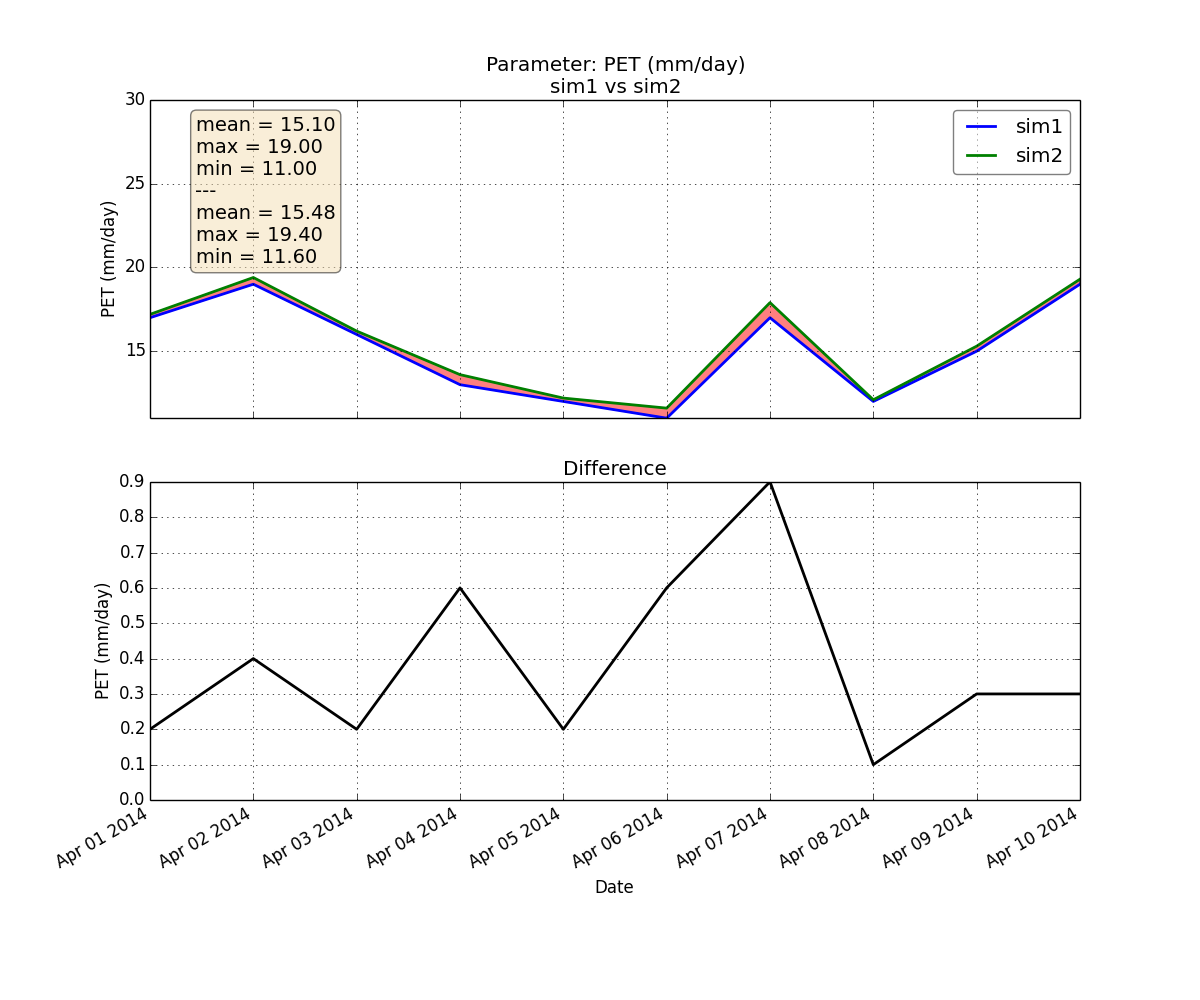 Parameter: PET (mm/day)
sim1 vs sim2
30
25
20
15
PET (mm/day)
mean = 15.10
max = 19.00
min = 11.00
---
mean = 15.48
max = 19.40
min = 11.60
sim1
sim2
Difference
0.9
0.8
0.7
0.6
0.5
0.4
0.3
0.2
0.1
0.0
PET (mm/day)
Apr 01 2014
Apr 02 2014
Apr 03 2014
Apr 04 2014
Apr 05 2014
Apr 06 2014
Apr 07 2014
Apr 08 2014
Apr 09 2014
Apr 10 2014
Date